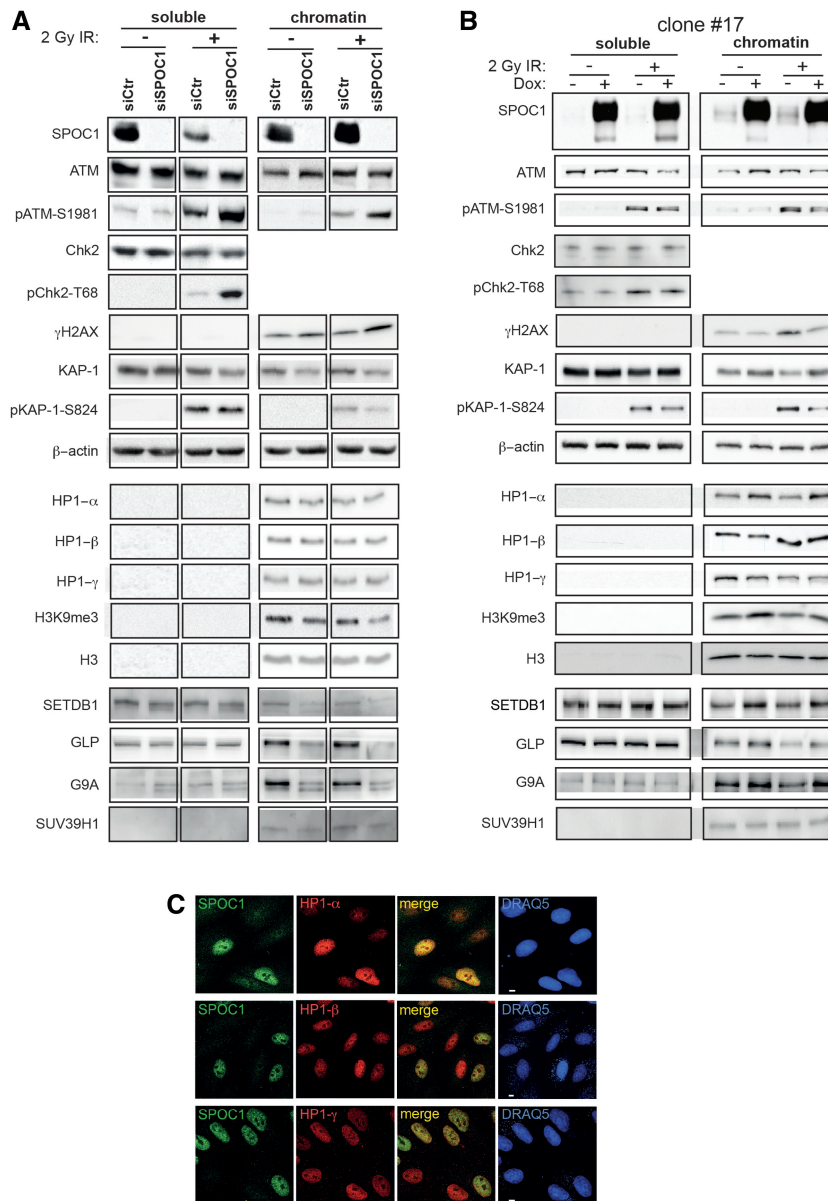 A
soluble chromatin
2 Gy IR: - + - +
siCtr siSPOC1 siCtr siSPOC1 siCtr siSPOC1 siCtr siSPOC1
SPOC1
ATM
pATM-S1981
Chk2
pChk2-T68
γH2AX
KAP-1
pKAP-1-S824
β-actin
HP1-α
HP1-β
HP1-γ
H3K9me3
H3
SETDB1
GLP
G9A
SUV39H1
B
clone #17
soluble chromatin
2 Gy IR: - + - +
Dox: - + - + - + - +
SPOC1
ATM
pATM-S1981
Chk2
pChk2-T68
γH2AX
KAP-1
pKAP-1-S824
β-actin
HP1-α
HP1-β
HP1-γ
H3K9me3
H3
SETDB1
GLP
G9A
SUV39H1
C
SPOC1 HP1-α merge DRAQ5
SPOC1 HP1-β merge DRAQ5
SPOC1 HP1-γ merge DRAQ5